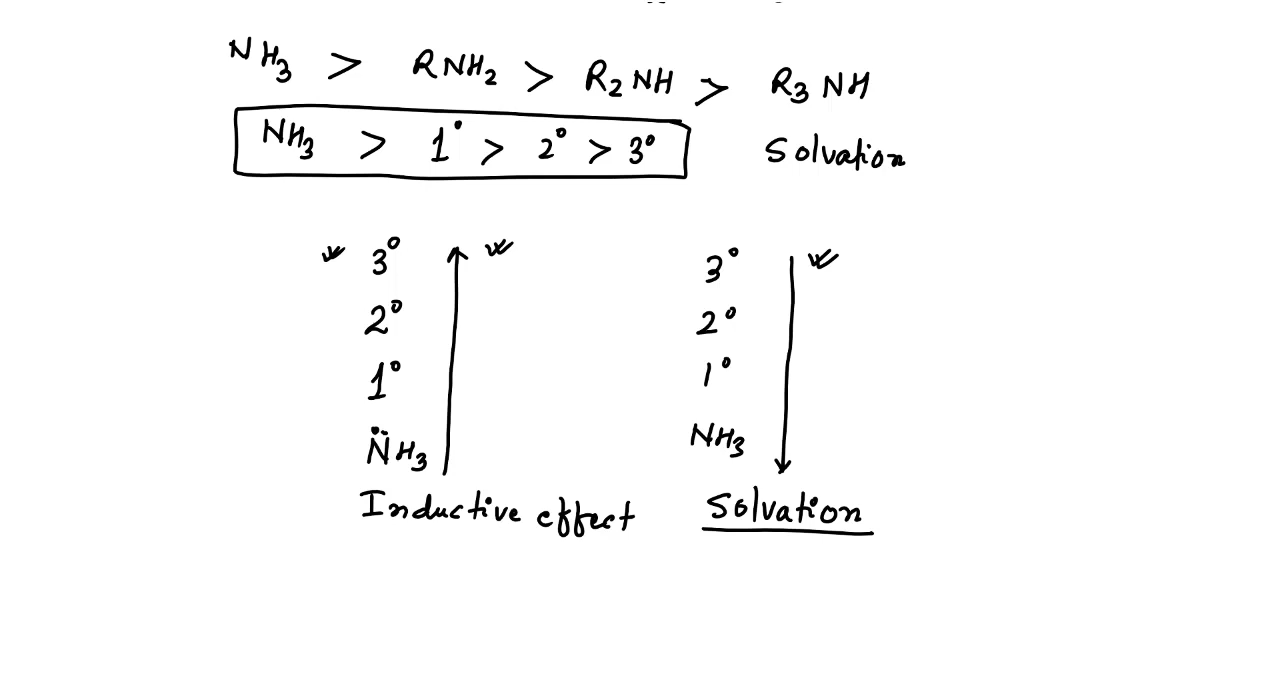 NH3 > RNH2 > R2NH > R3NH
NH3 > 1° > 2° > 3°
Solvation
3°
2°
1°
N̈H3
Inductive effect
3°
2°
1°
NH3
Solvation